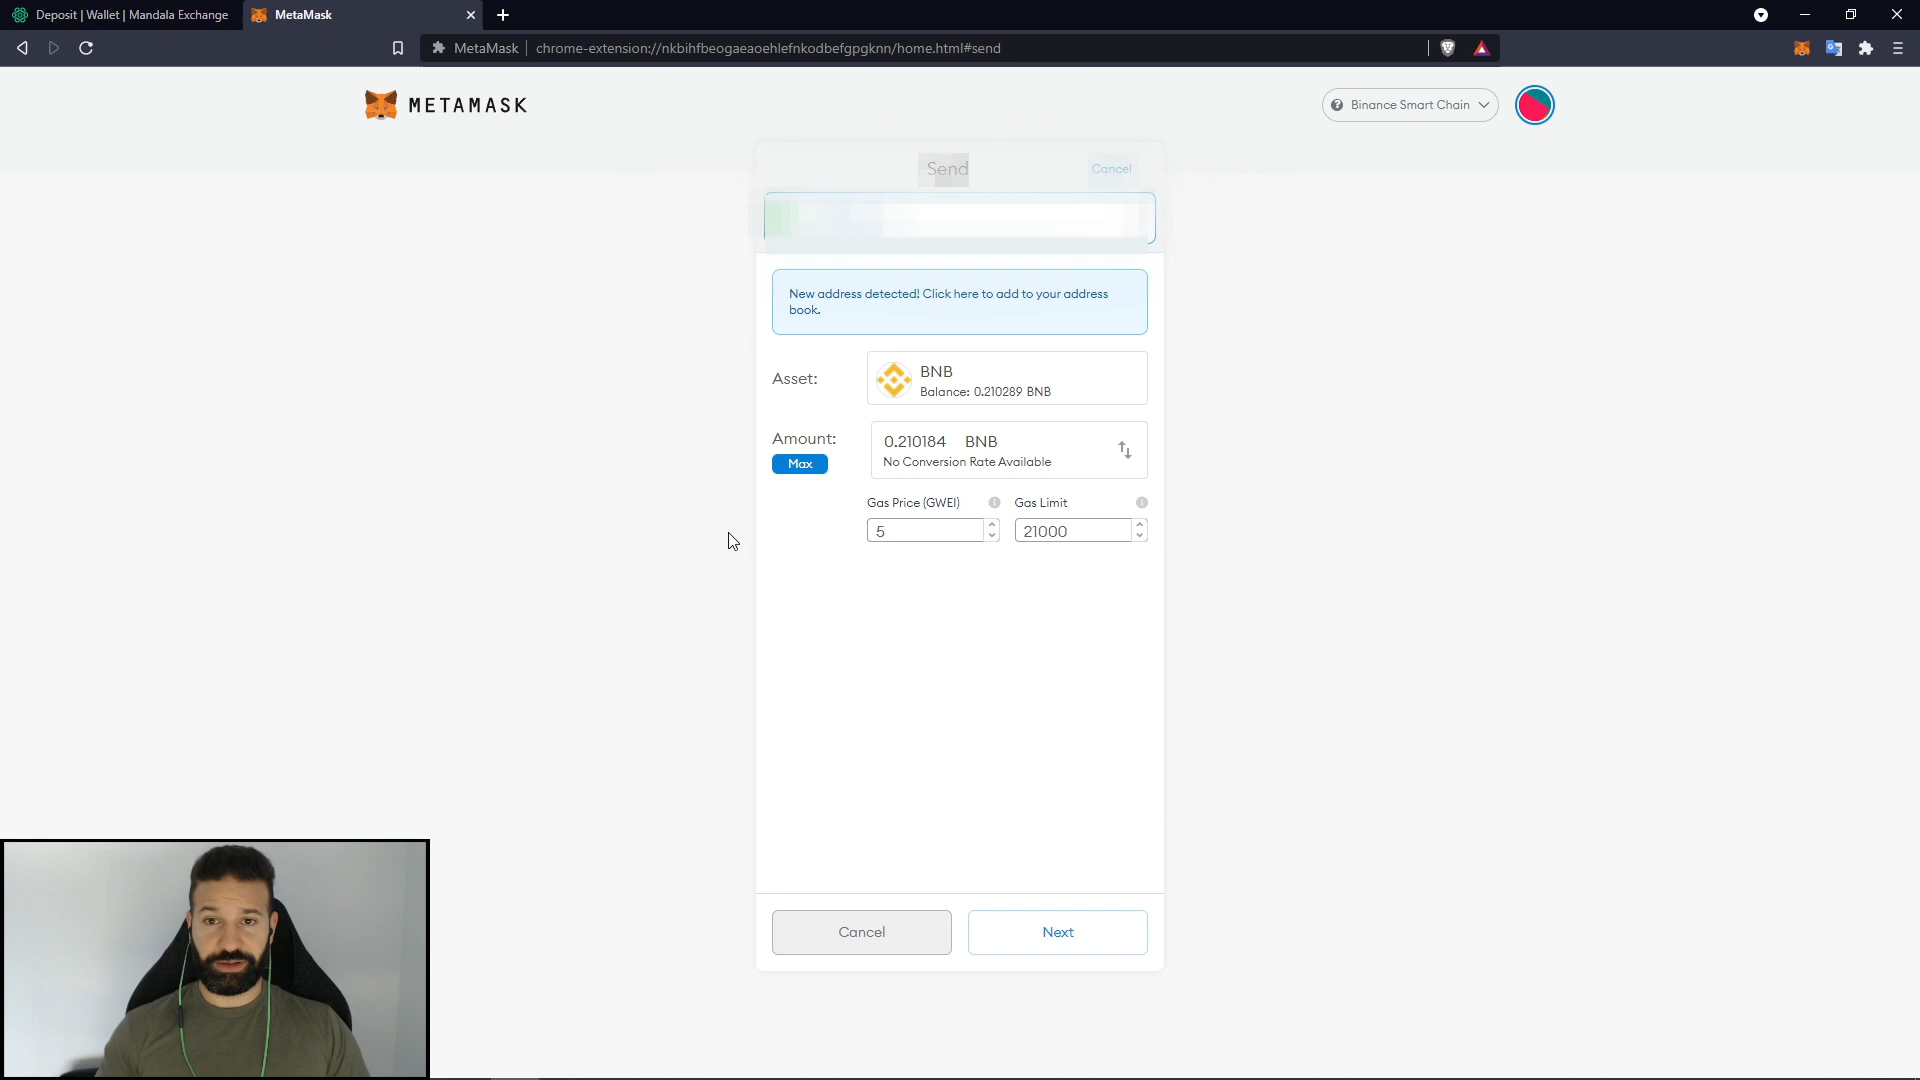 Deposit | Wallet | Mandala Exchange
MetaMask
MetaMask
chrome-extension://nkbihfbeogaeaoehlefnkodbefgpgknn/home.html#send
METAMASK
Binance Smart Chain
Send
Cancel
New address detected! Click here to add to your address
book.
Asset:
BNB
Balance: 0.210289 BNB
Amount:
Max
0.210184 BNB
No Conversion Rate Available
Gas Price (GWEI)
Gas Limit
5
21000
Cancel
Next